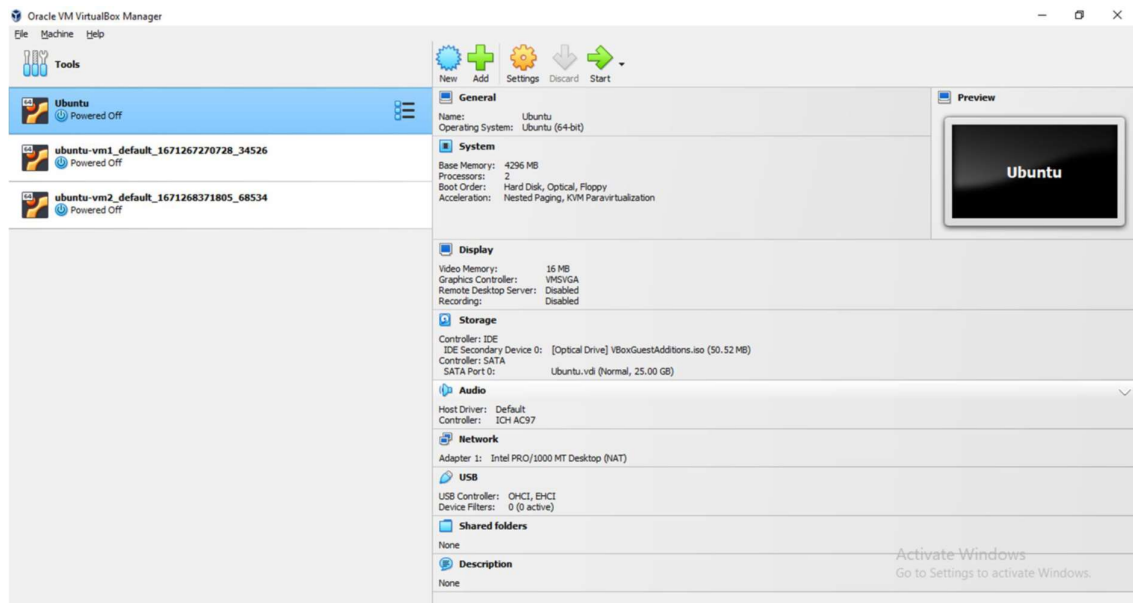 Oracle VM VirtualBox Manager
File Machine Help
Tools
New Add Settings Discard Start
64
Ubuntu
Powered Off
64
ubuntu-vm1_default_1671267270728_34526
Powered Off
64
ubuntu-vm2_default_1671268371805_68534
Powered Off
General
Name: Ubuntu
Operating System: Ubuntu (64-bit)
Preview
Ubuntu
System
Base Memory: 4296 MB
Processors: 2
Boot Order: Hard Disk, Optical, Floppy
Acceleration: Nested Paging, KVM Paravirtualization
Display
Video Memory: 16 MB
Graphics Controller: VMSVGA
Remote Desktop Server: Disabled
Recording: Disabled
Storage
Controller: IDE
IDE Secondary Device 0: [Optical Drive] VBoxGuestAdditions.iso (50.52 MB)
Controller: SATA
SATA Port 0: Ubuntu.vdi (Normal, 25.00 GB)
Audio
Host Driver: Default
Controller: ICH AC97
Network
Adapter 1: Intel PRO/1000 MT Desktop (NAT)
USB
USB Controller: OHCI, EHCI
Device Filters: 0 (0 active)
Shared folders
None
Description
None
Activate Windows
Go to Settings to activate Windows.